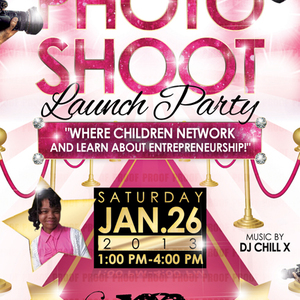 PHOTO
SHOOT
Launch Party
"WHERE CHILDREN NETWORK
AND LEARN ABOUT ENTREPRENEURSHIP!"
SATURDAY
JAN.26
2013
1:00 PM-4:00 PM
MUSIC BY
DJ CHILL X